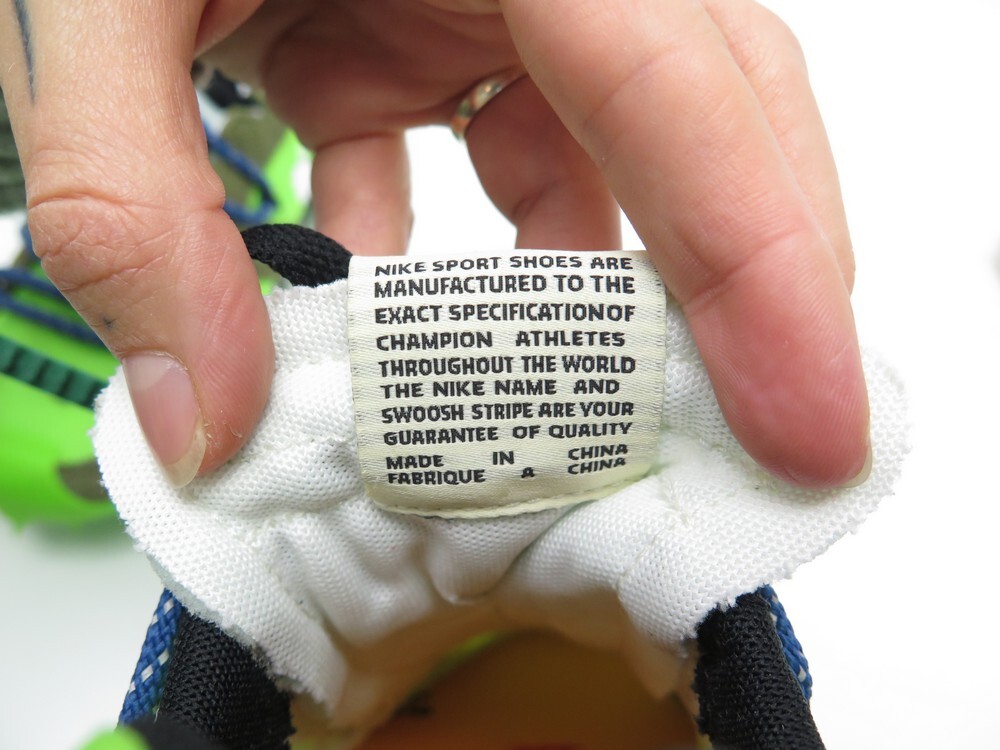 NIKE SPORT SHOES ARE
MANUFACTURED TO THE
EXACT SPECIFICATION OF
CHAMPION ATHLETES
THROUGHOUT THE WORLD
THE NIKE NAME AND
SWOOSH STRIPE ARE YOUR
GUARANTEE OF QUALITY
MADE IN CHINA
FABRIQUE A CHINA